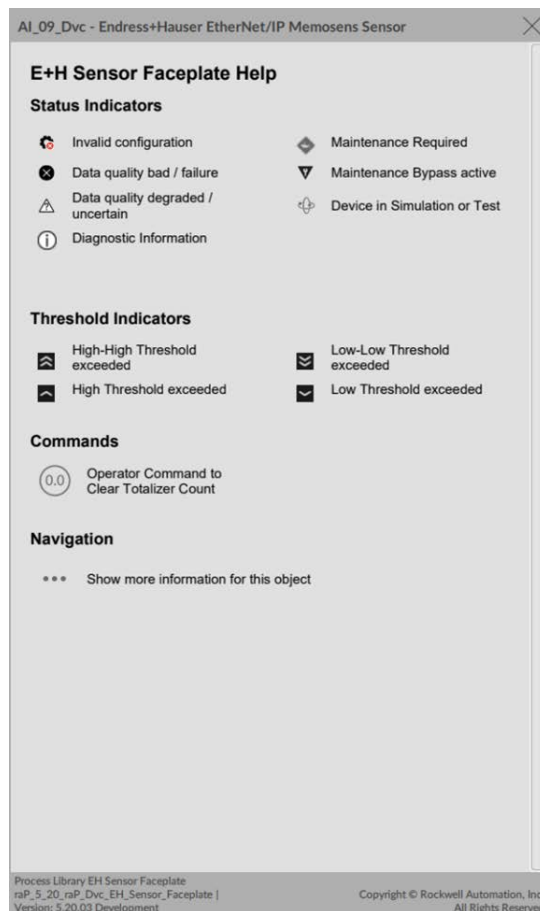 AI_09_Dvc - Endress+Hauser EtherNet/IP Memosens Sensor
E+H Sensor Faceplate Help
Status Indicators
Invalid configuration
Maintenance Required
Data quality bad / failure
Maintenance Bypass active
Data quality degraded /
uncertain
Device in Simulation or Test
Diagnostic Information
Threshold Indicators
High-High Threshold
exceeded
Low-Low Threshold
exceeded
High Threshold exceeded
Low Threshold exceeded
Commands
0.0
Operator Command to
Clear Totalizer Count
Navigation
Show more information for this object
Process Library EH Sensor Faceplate
raP_5_20_raP_Dvc_EH_Sensor_Faceplate |
Version: 5.20.03 Development
Copyright © Rockwell Automation, Inc
All Rights Reserved